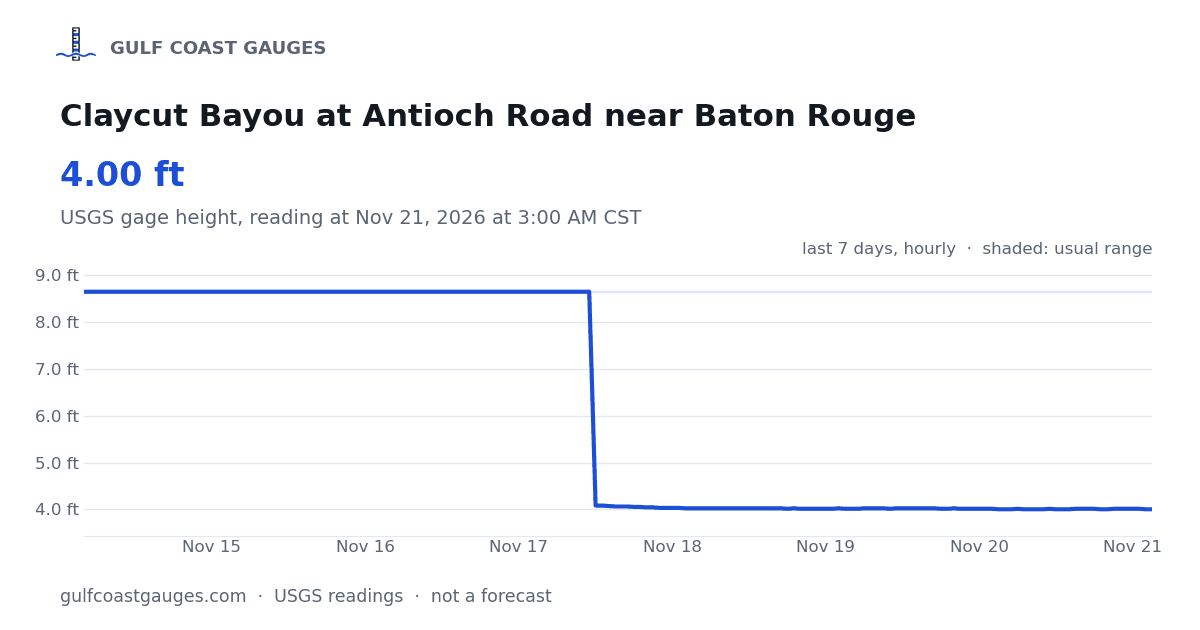 GULF COAST GAUGES
Claycut Bayou at Antioch Road near Baton Rouge
4.00 ft
USGS gage height, reading at Nov 21, 2026 at 3:00 AM CST
last 7 days, hourly · shaded: usual range
9.0 ft
8.0 ft
7.0 ft
6.0 ft
5.0 ft
4.0 ft
Nov 15 Nov 16 Nov 17 Nov 18 Nov 19 Nov 20 Nov 21
gulfcoastgauges.com · USGS readings · not a forecast